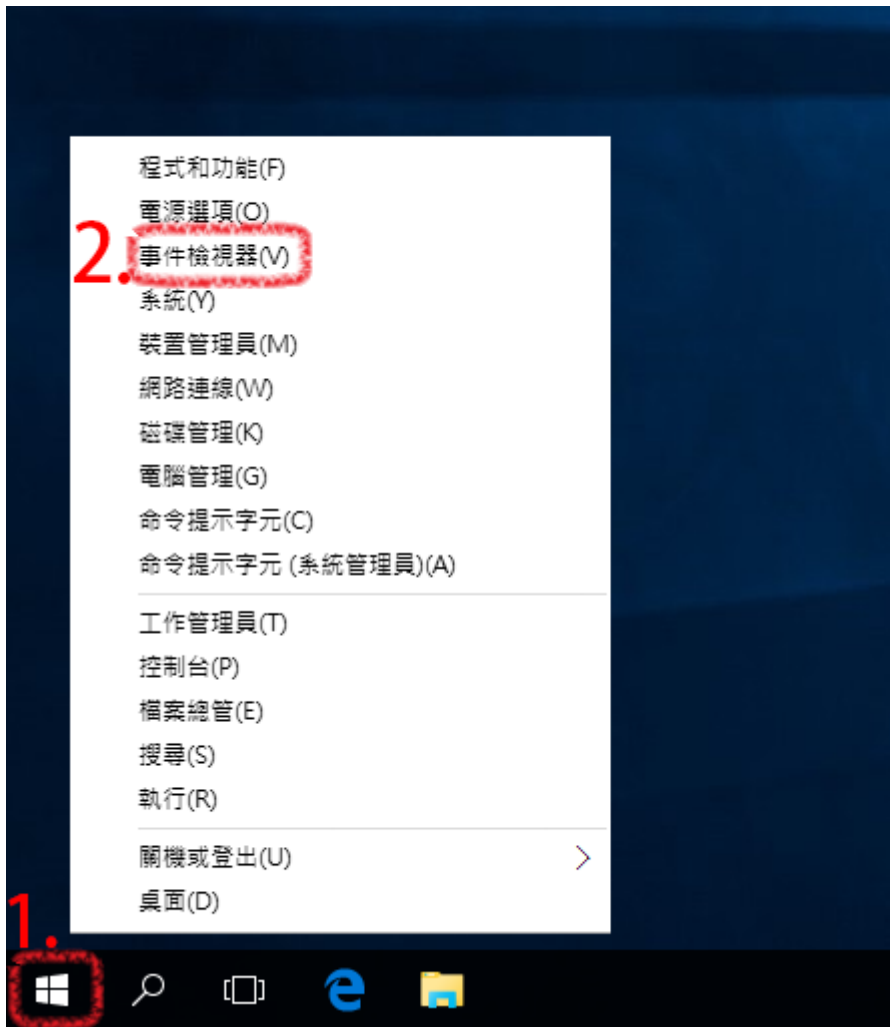 程式和功能(F)
電源選項(O)
2.
事件檢視器(V)
系統(Y)
裝置管理員(M)
網路連線(W)
磁碟管理(K)
電腦管理(G)
命令提示字元(C)
命令提示字元 (系統管理員)(A)
工作管理員(T)
控制台(P)
檔案總管(E)
搜尋(S)
執行(R)
關機或登出(U)
桌面(D)
1.